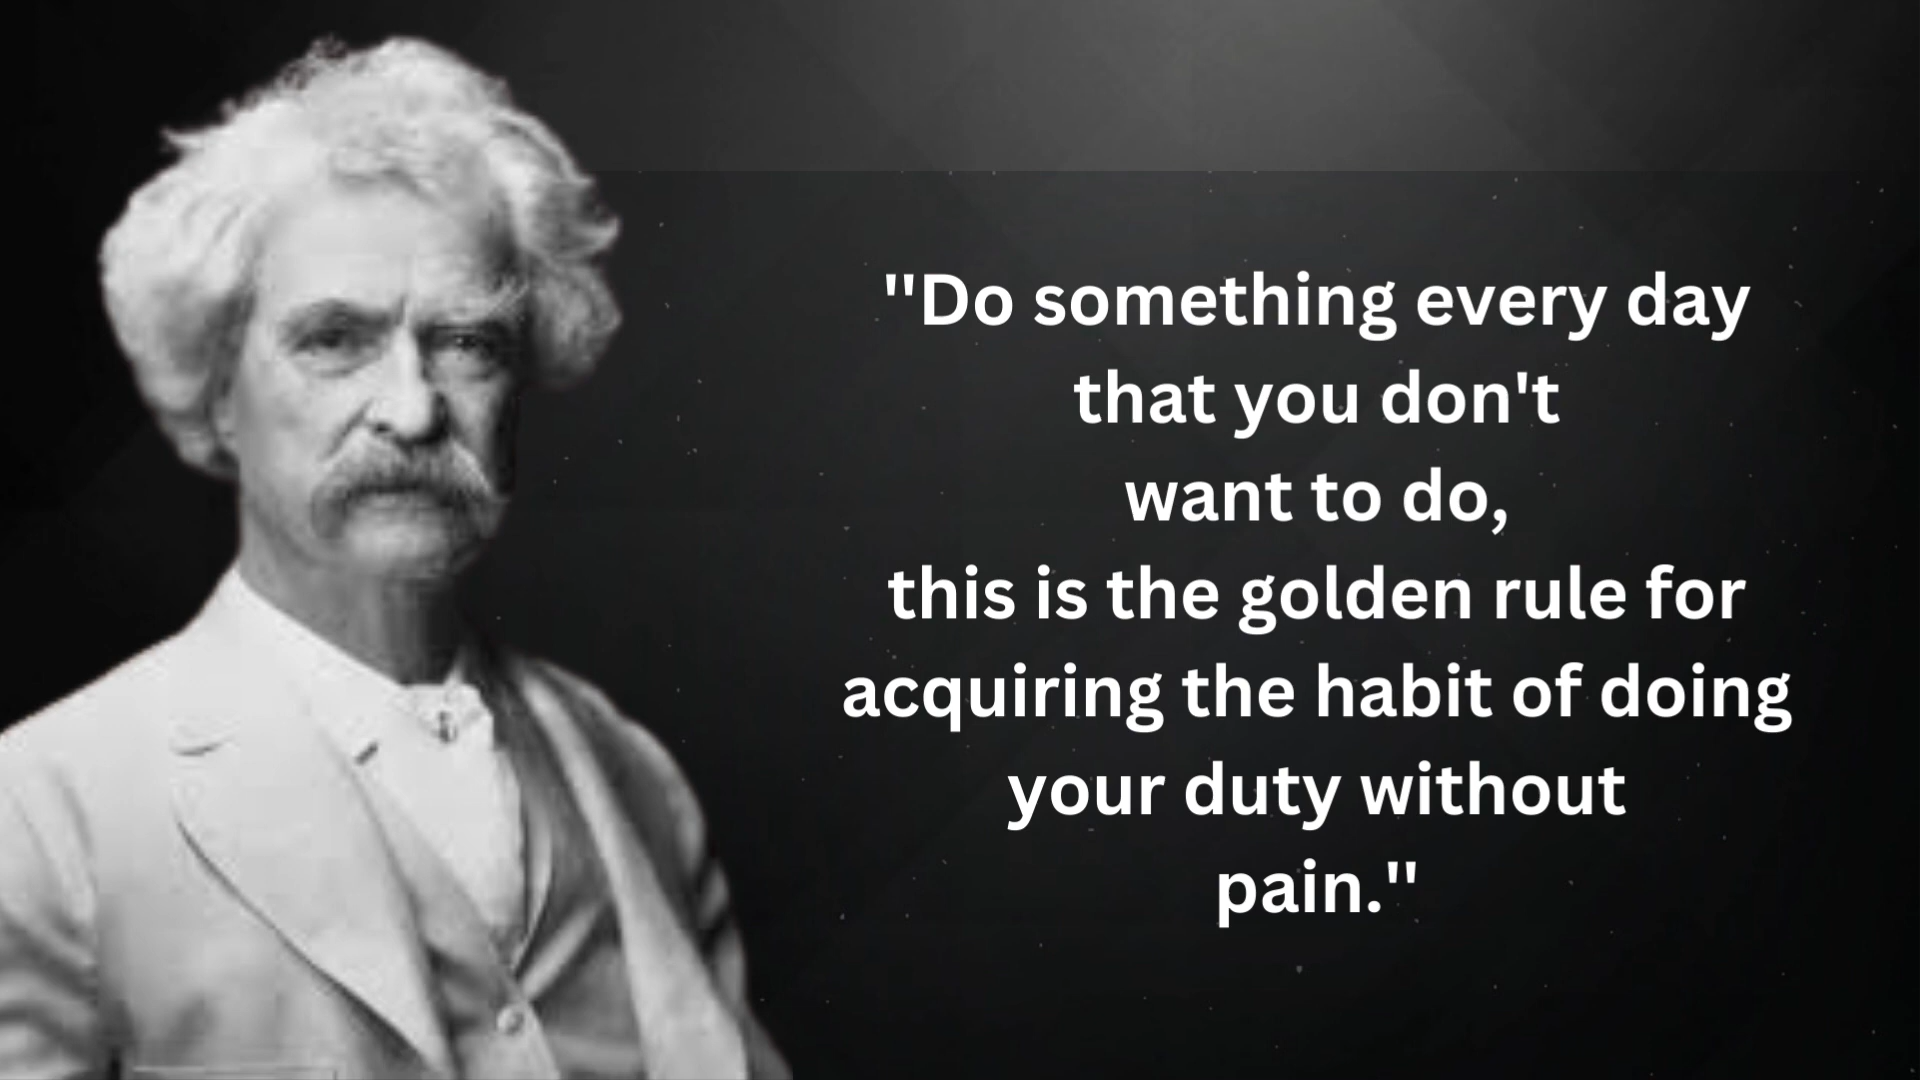 "Do something every day
that you don't
want to do,
this is the golden rule for
acquiring the habit of doing
your duty without
pain."